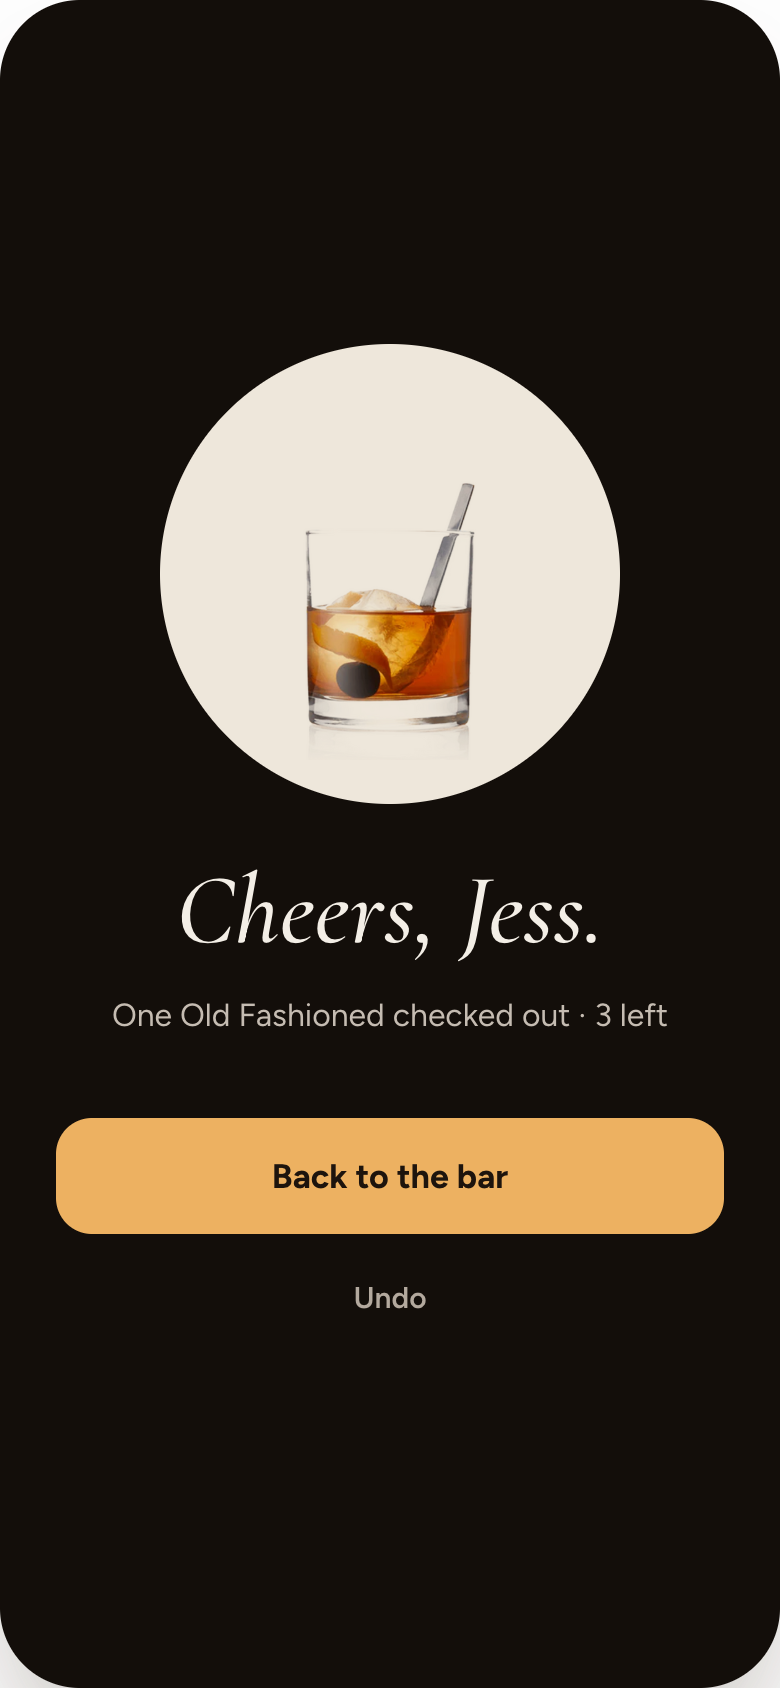 Cheers, Jess.
One Old Fashioned checked out · 3 left
Back to the bar
Undo